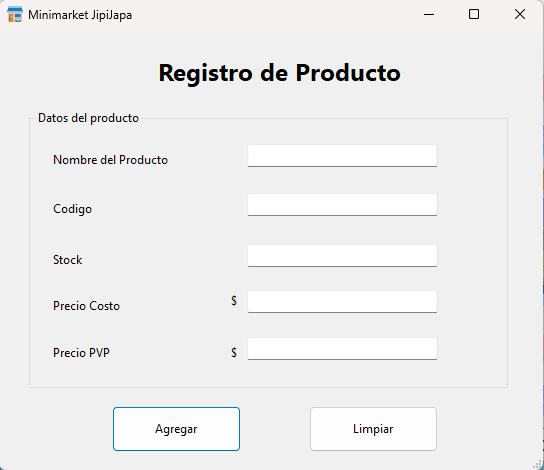 Minimarket JipiJapa
Registro de Producto
Datos del producto
Nombre del Producto
Codigo
Stock
Precio Costo $
Precio PVP $
Agregar Limpiar